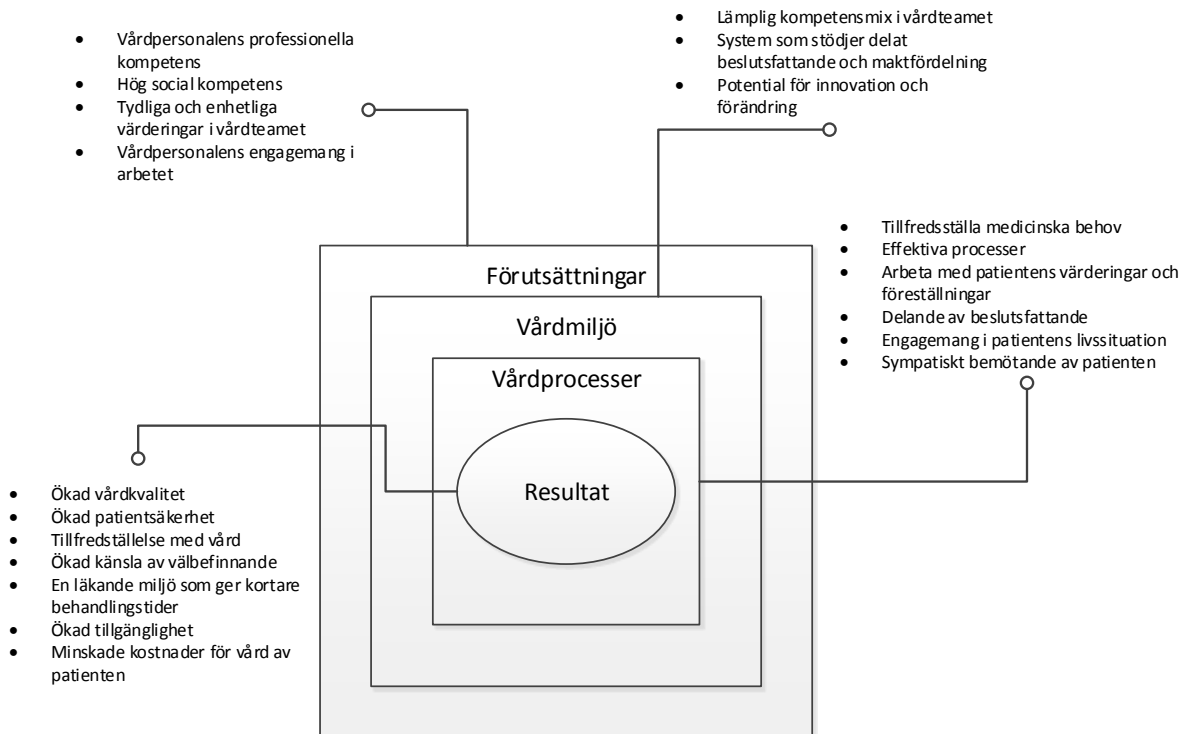 • Vårdpersonalens professionella
kompetens
• Hög social kompetens
• Tydliga och enhetliga
värderingar i vårdteamet
• Vårdpersonalens engagemang i
arbetet
• Lämplig kompetensmix i vårdteamet
• System som stödjer delat
beslutsfattande och maktfördelning
• Potential för innovation och
förändring
• Tillfredsställa medicinska behov
• Effektiva processer
• Arbeta med patientens värderingar och
föreställningar
• Delande av beslutsfattande
• Engagemang i patientens livssituation
• Sympatiskt bemötande av patienten
Förutsättningar
Vårdmiljö
Vårdprocesser
Resultat
• Ökad vårdkvalitet
• Ökad patientsäkerhet
• Tillfredställelse med vård
• Ökad känsla av välbefinnande
• En läkande miljö som ger kortare
behandlingstider
• Ökad tillgänglighet
• Minskade kostnader för vård av
patienten